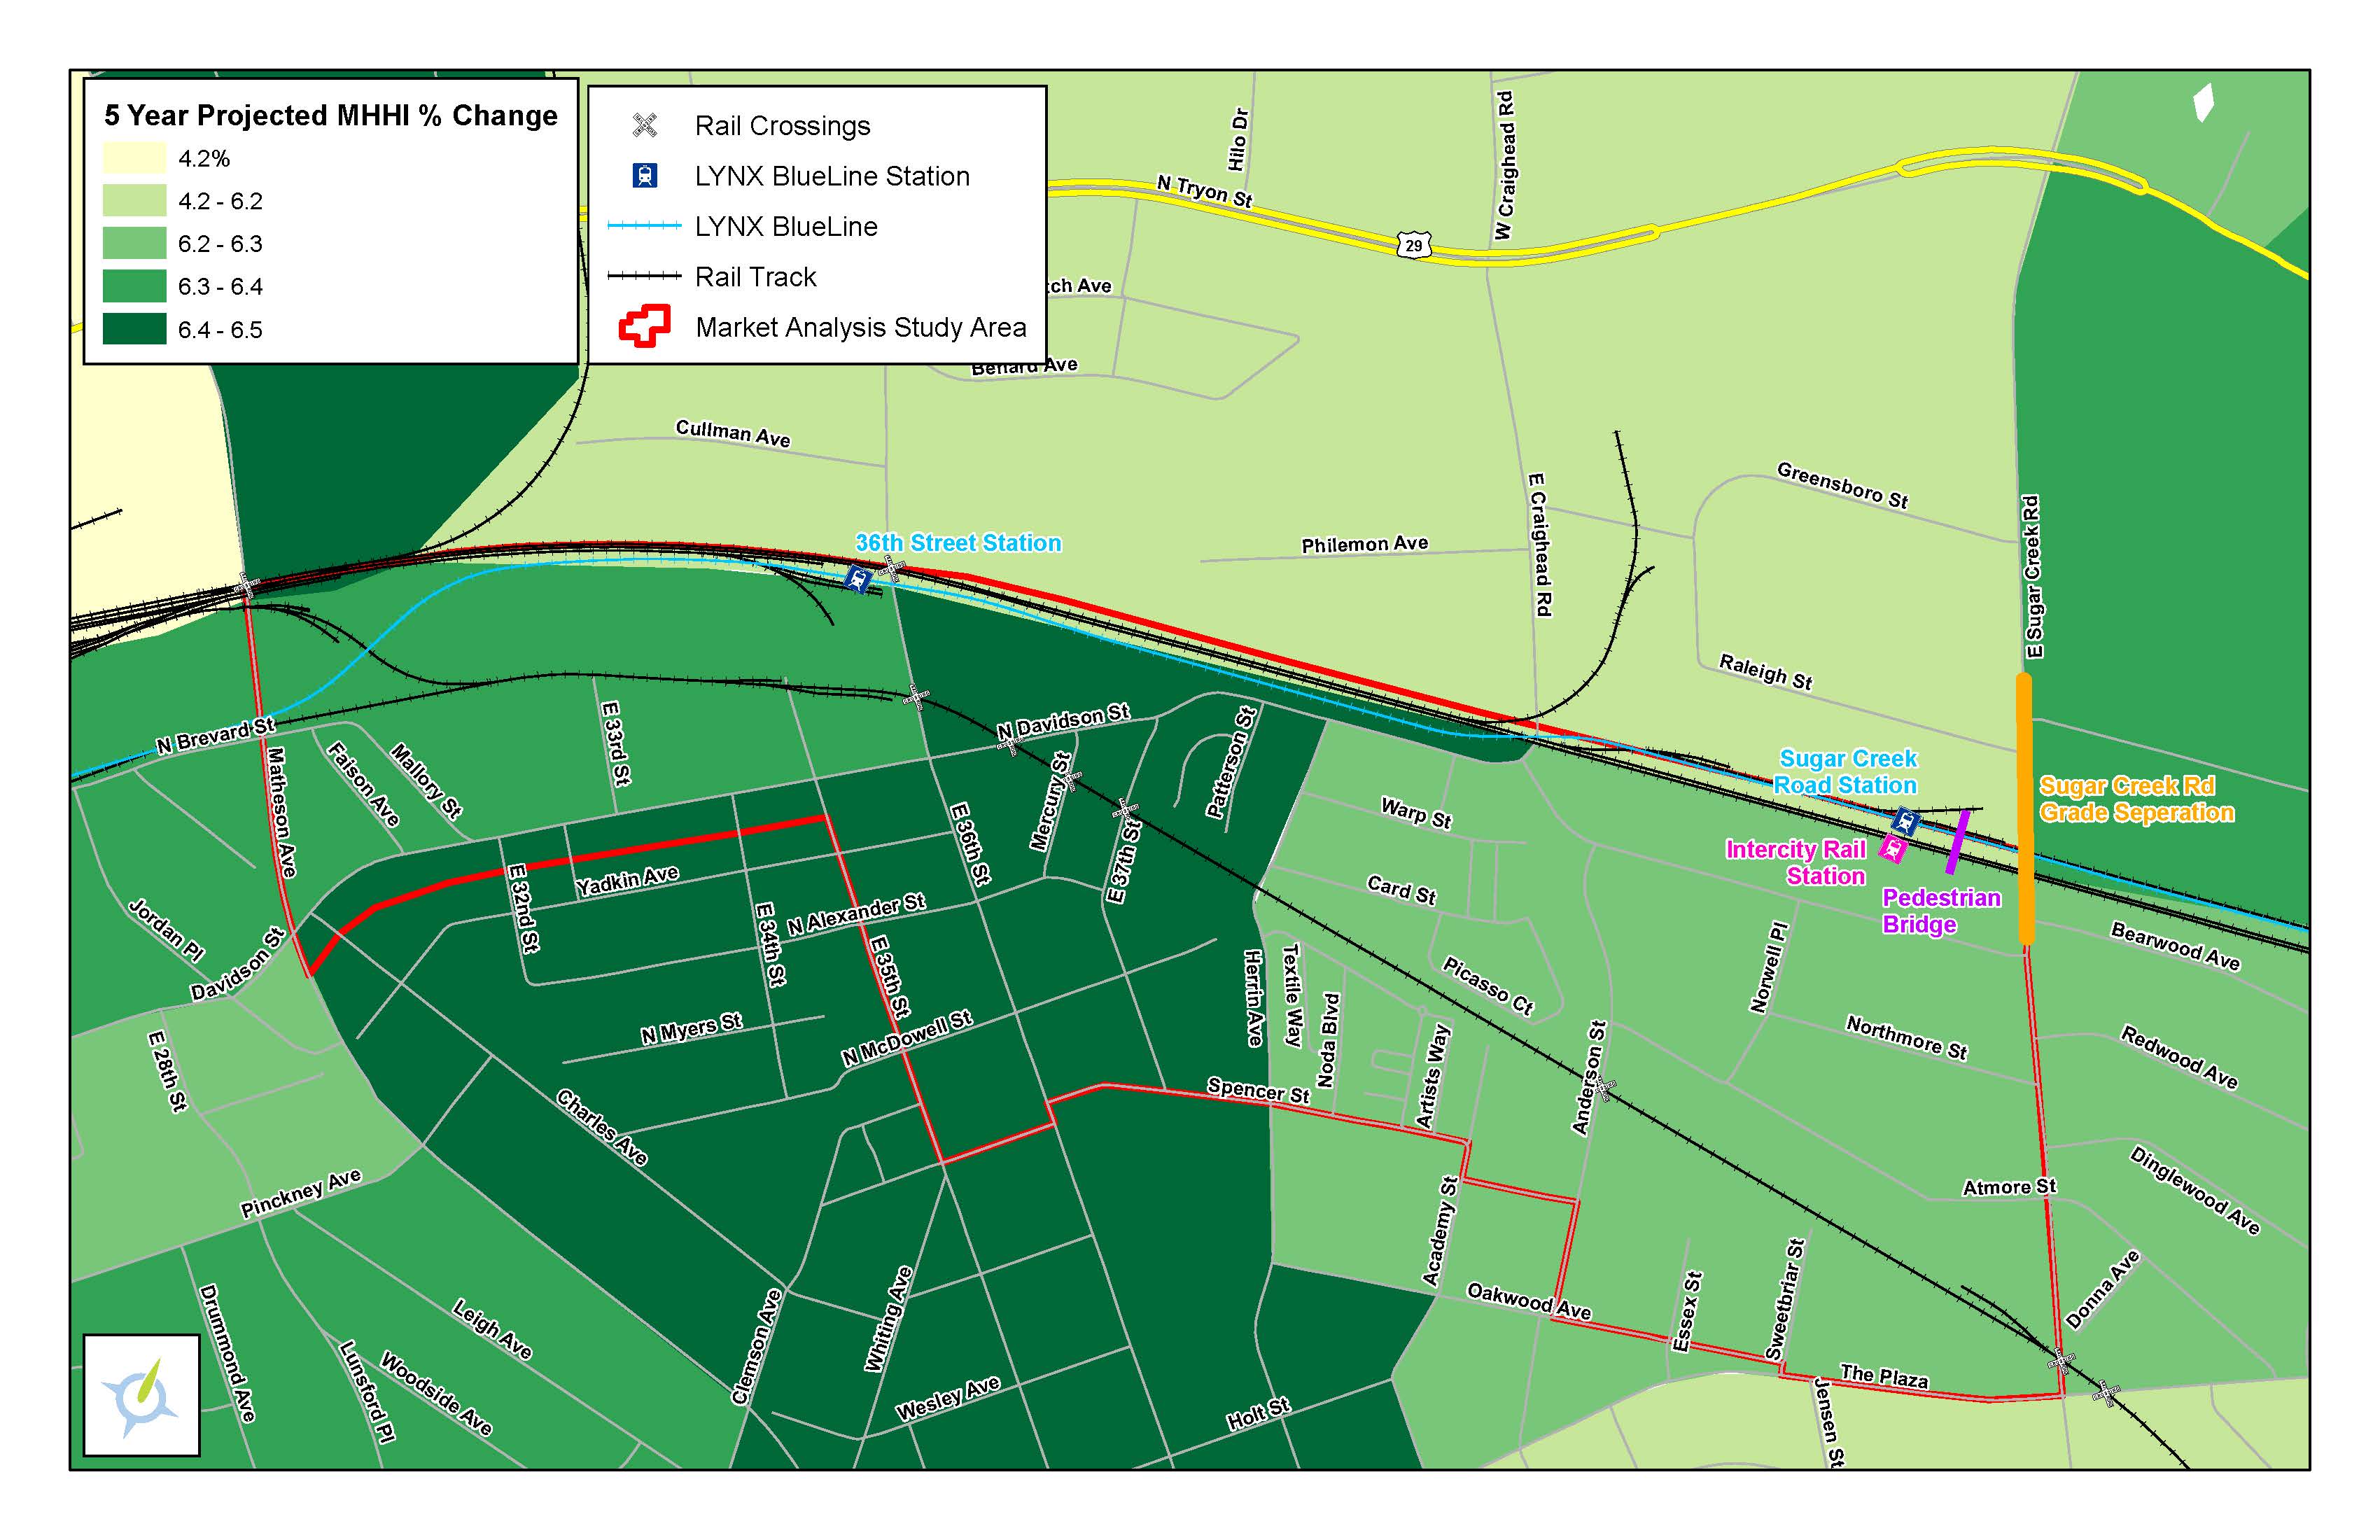 5 Year Projected MHHI % Change
4.2%
4.2 - 6.2
6.2 - 6.3
6.3 - 6.4
6.4 - 6.5
Rail Crossings
LYNX BlueLine Station
LYNX BlueLine
Rail Track
Market Analysis Study Area
Hilo Dr
W Craighead Rd
N Tryon St
29
tch Ave
Benard Ave
Cullman Ave
Greensboro St
E Craighead Rd
E Sugar Creek Rd
36th Street Station
Philemon Ave
Raleigh St
N Brevard St
Matheson Ave
Faison Ave
Mallory St
E 33rd St
N Davidson St
Patterson St
Mercury St
E 37th St
E 36th St
Sugar Creek
Road Station
Sugar Creek Rd
Grade Seperation
Warp St
Intercity Rail
Station
Pedestrian
Bridge
Card St
Yadkin Ave
E 32nd St
E 34th St
N Alexander St
E 35th St
Jordan Pl
Davidson St
Herrin Ave
Textile Way
Noda Blvd
Picasso Ct
Artists Way
Anderson St
Norwell Pl
Northmore St
Bearwood Ave
Redwood Ave
N Myers St
N McDowell St
E 28th St
Charles Ave
Spencer St
Pinckney Ave
Academy St
Atmore St
Dinglewood Ave
Donna Ave
Drummond Ave
Leigh Ave
Lunsford Pl
Woodside Ave
Clemson Ave
Whiting Ave
Wesley Ave
Holt St
Oakwood Ave
Essex St
Sweetbriar St
The Plaza
Jensen St